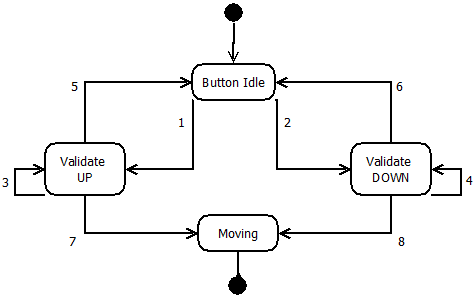 Button Idle
5
6
1
2
Validate
UP
Validate
DOWN
3
4
Moving
7
8